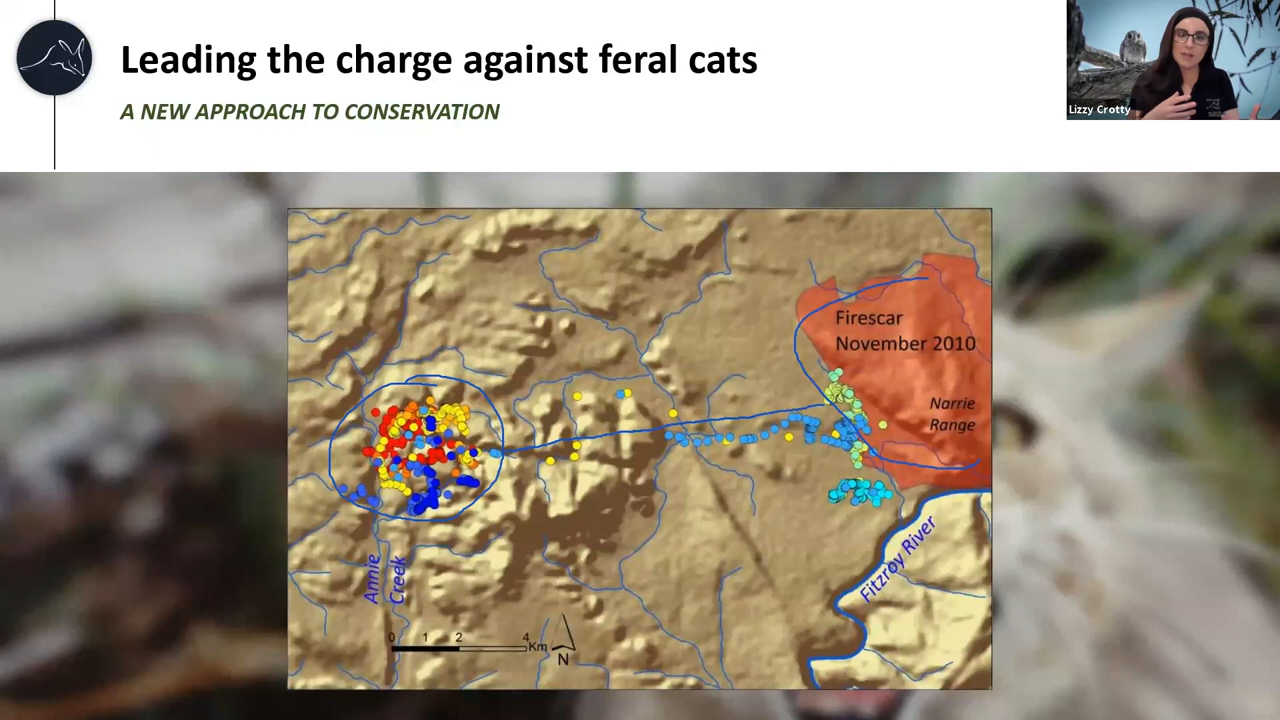 Leading the charge against feral cats
A NEW APPROACH TO CONSERVATION
Lizzy Crotty
Firescar
November 2010
Narrie
Range
Annie
Creek
Fitzroy River
0 1 2 4
Km
N